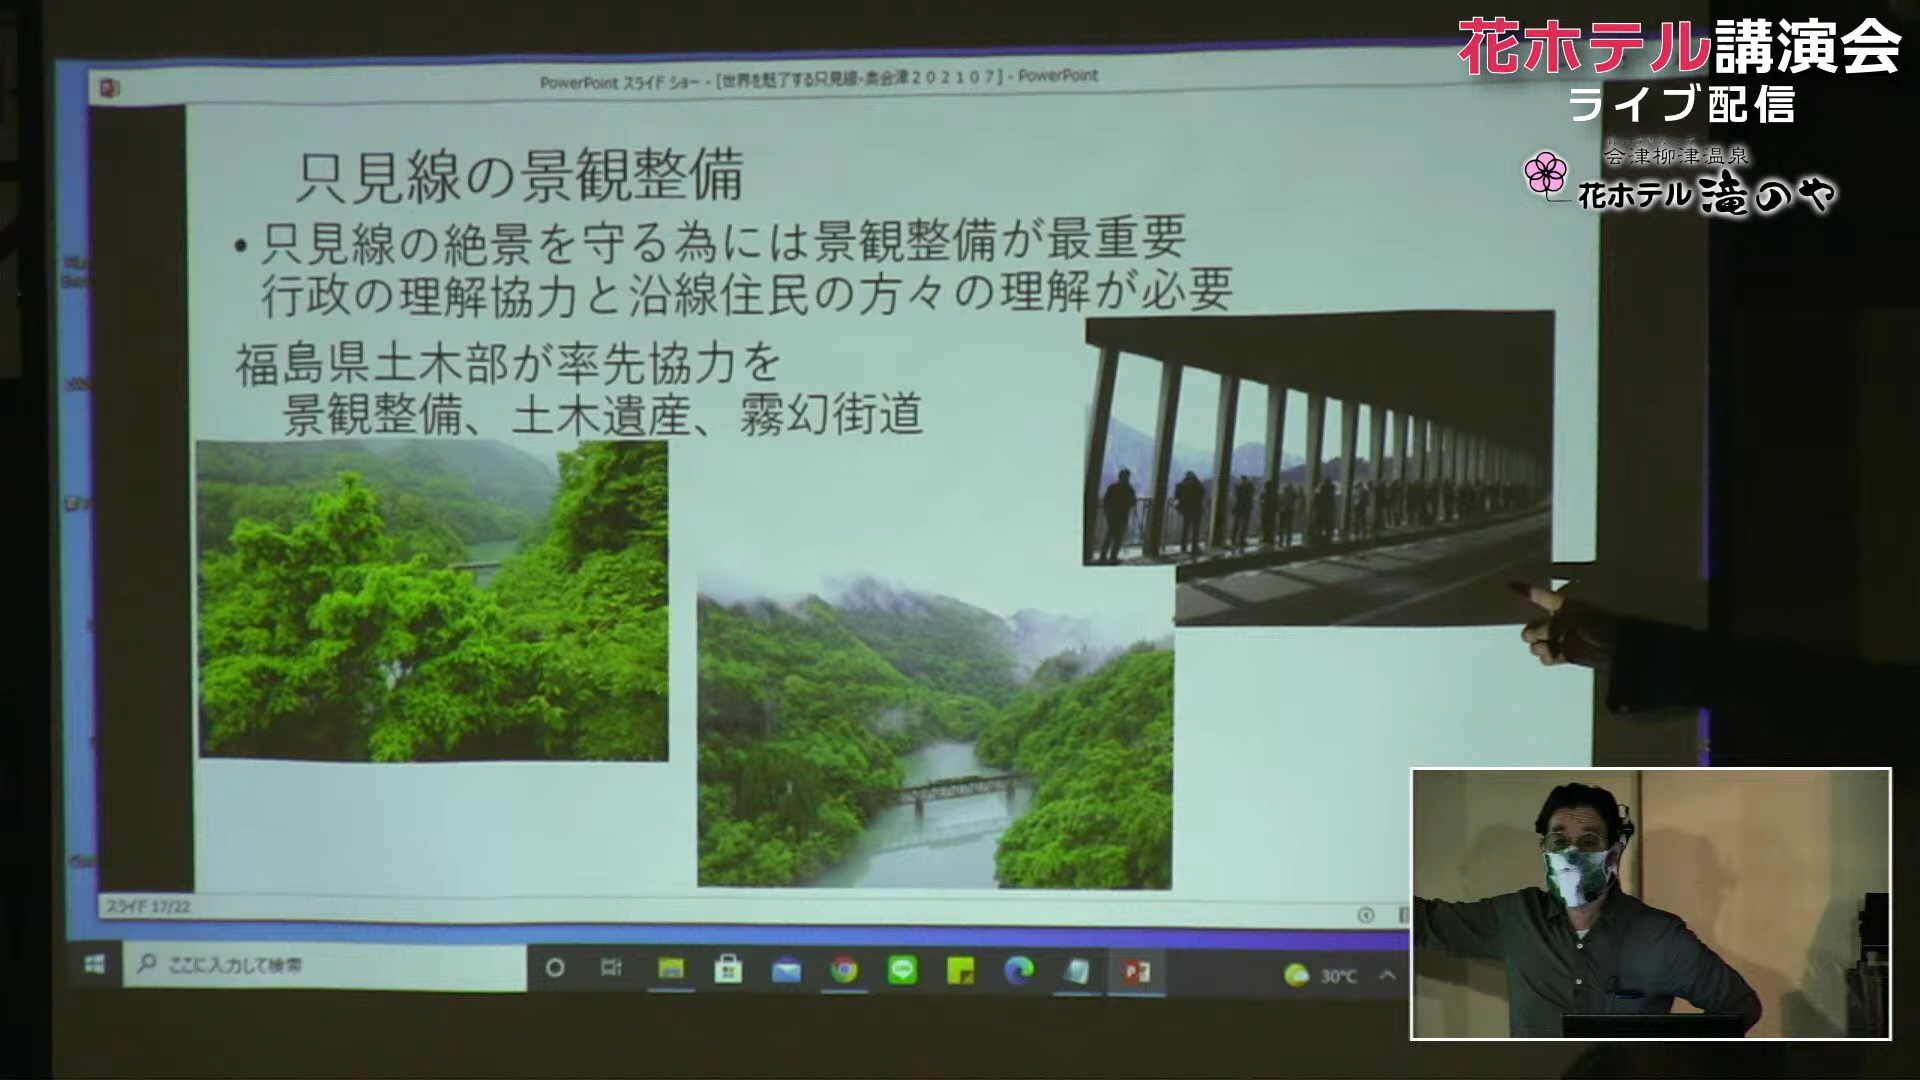 花ホテル講演会
ライブ配信
会津柳津温泉
花ホテル 滝のや
PowerPoint スライド ショー - [世界を魅了する只見線・奥会津202107] - PowerPoint
只見線の景観整備
• 只見線の絶景を守る為には景観整備が最重要
行政の理解協力と沿線住民の方々の理解が必要
福島県土木部が率先協力を
景観整備、土木遺産、霧幻街道
スライド 17/22
ここに入力して検索
30°C